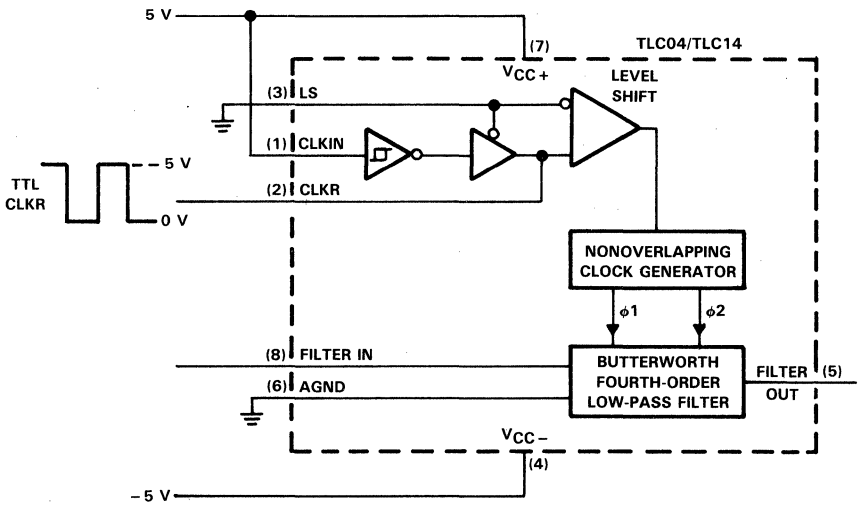 5 V
(7)
TLC04/TLC14
VCC+
LEVEL
SHIFT
(3) LS
(1) CLKIN
5 V
TTL
CLKR
(2) CLKR
0 V
NONOVERLAPPING
CLOCK GENERATOR
ϕ1
ϕ2
(8) FILTER IN
BUTTERWORTH
FOURTH-ORDER
LOW-PASS FILTER
FILTER (5)
OUT
(6) AGND
VCC−
(4)
−5 V